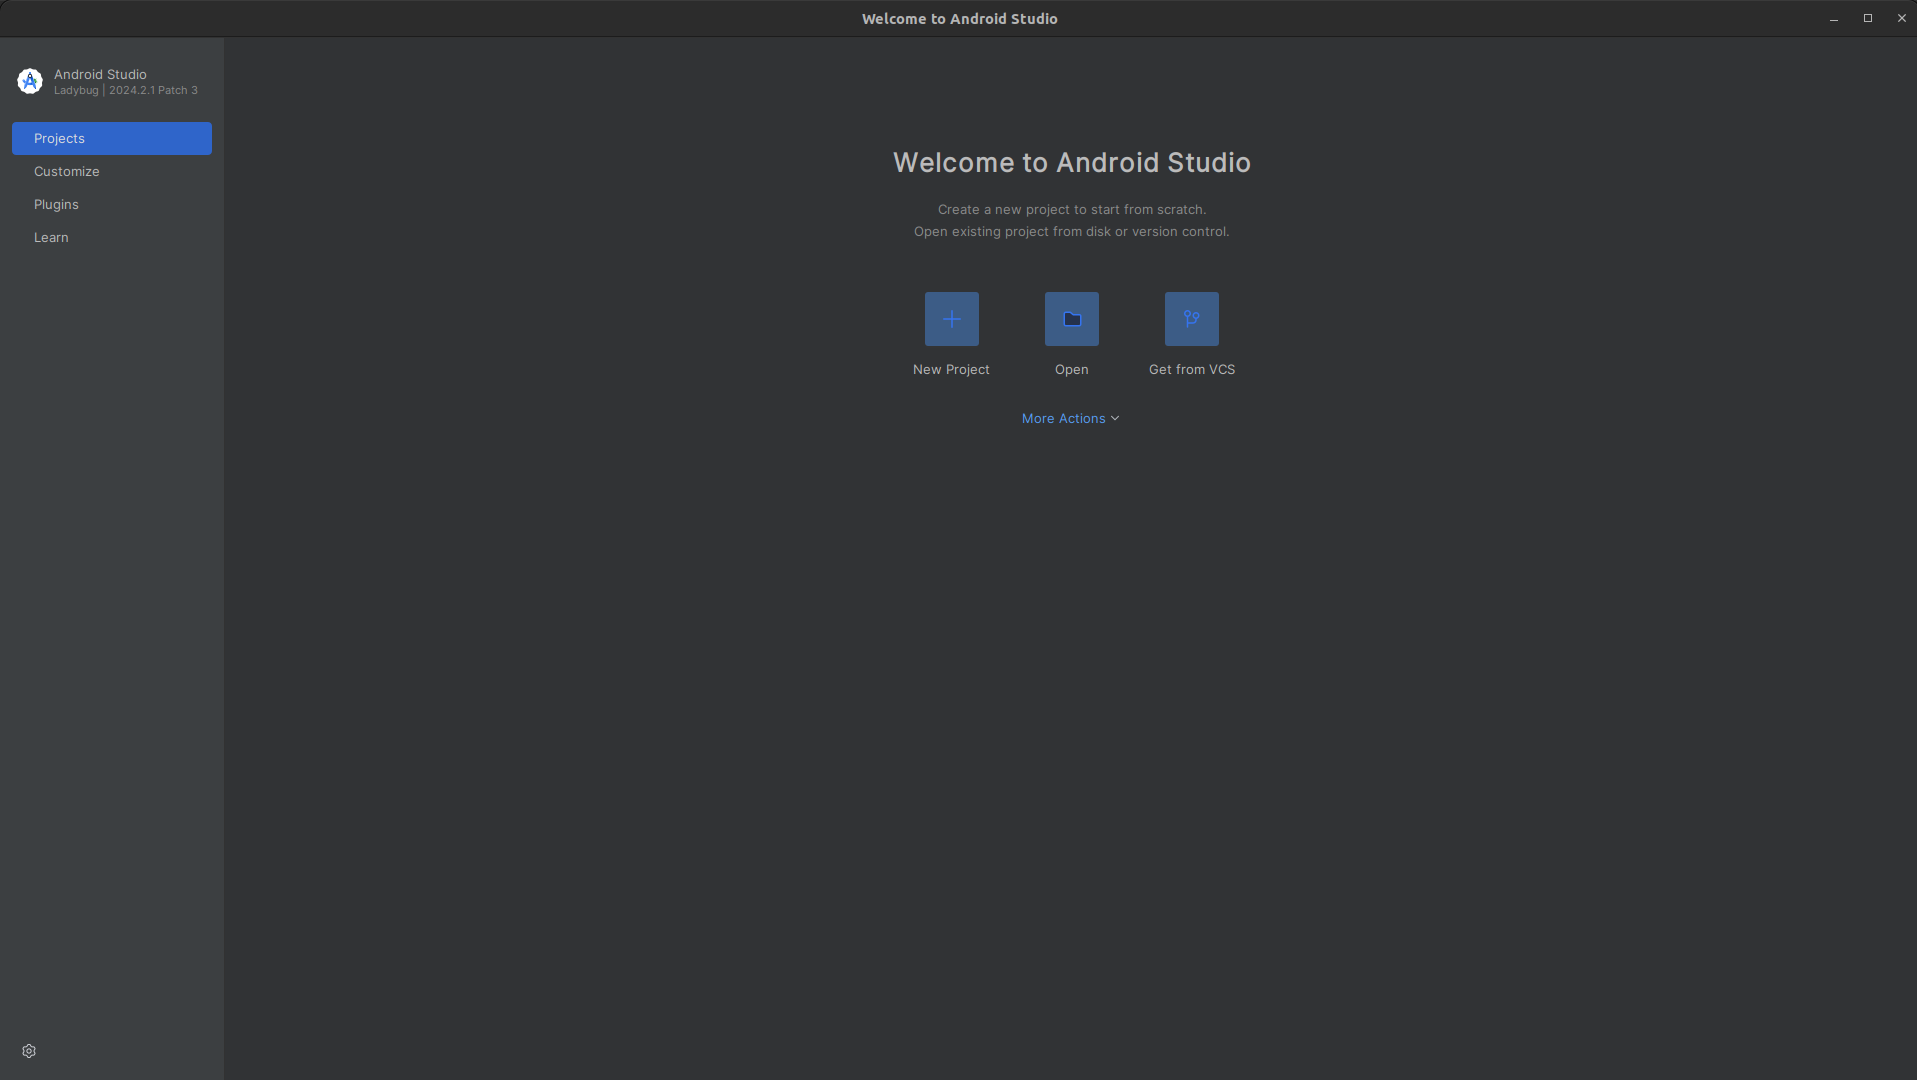 Welcome to Android Studio
Android Studio
Ladybug | 2024.2.1 Patch 3
Projects
Customize
Plugins
Learn
Welcome to Android Studio
Create a new project to start from scratch.
Open existing project from disk or version control.
New Project
Open
Get from VCS
More Actions